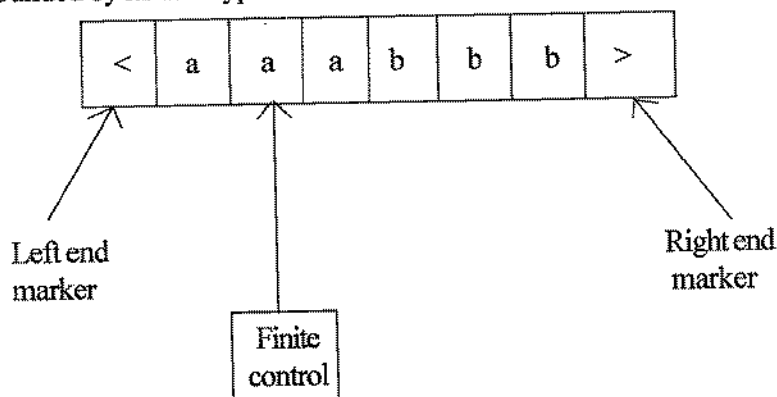 < a a a b b b >
Left end
marker
Right end
marker
Finite
control